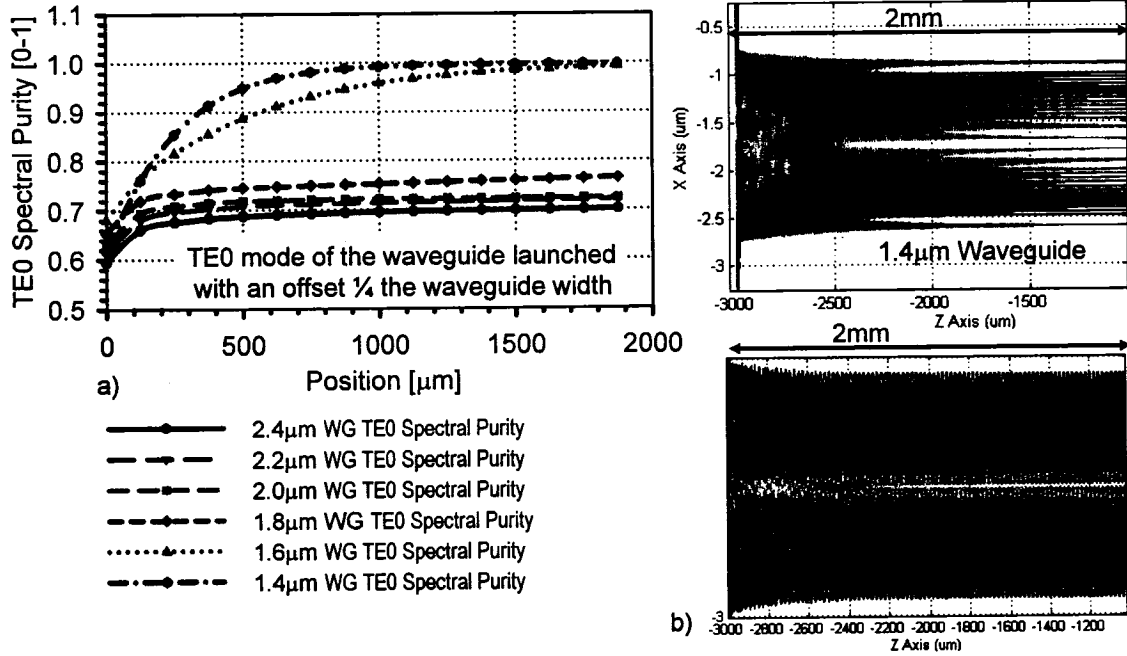 1.1
1.0
0.9
0.8
0.7
0.6
0.5
TE0 Spectral Purity [0-1]
TE0 mode of the waveguide launched
with an offset ¼ the waveguide width
0 500 1000 1500 2000
a) Position [μm]
2.4μm WG TE0 Spectral Purity
2.2μm WG TE0 Spectral Purity
2.0μm WG TE0 Spectral Purity
1.8μm WG TE0 Spectral Purity
1.6μm WG TE0 Spectral Purity
1.4μm WG TE0 Spectral Purity
2mm
-0.5
-1
-1.5
-2
-2.5
-3
X Axis (um)
1.4μm Waveguide
-3000 -2500 -2000 -1500
Z Axis (um)
2mm
-3
b)
-3000 -2800 -2600 -2400 -2200 -2000 -1800 -1600 -1400 -1200
Z Axis (um)